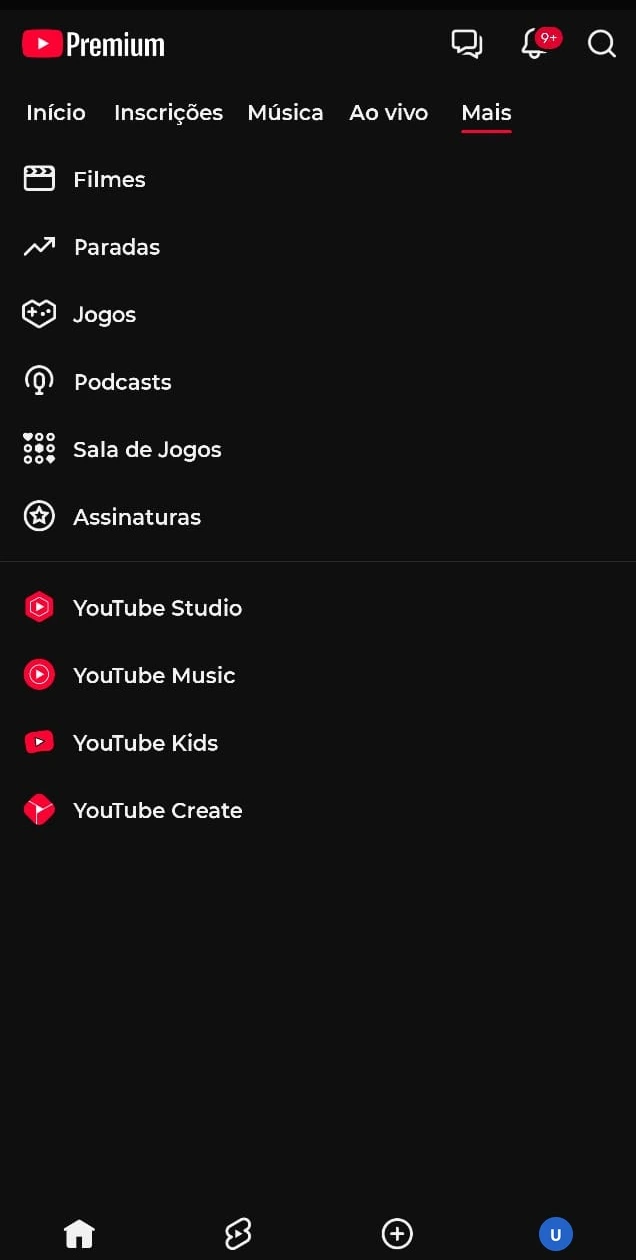 Premium
9+
Início Inscrições Música Ao vivo Mais
Filmes
Paradas
Jogos
Podcasts
Sala de Jogos
Assinaturas
YouTube Studio
YouTube Music
YouTube Kids
YouTube Create
U